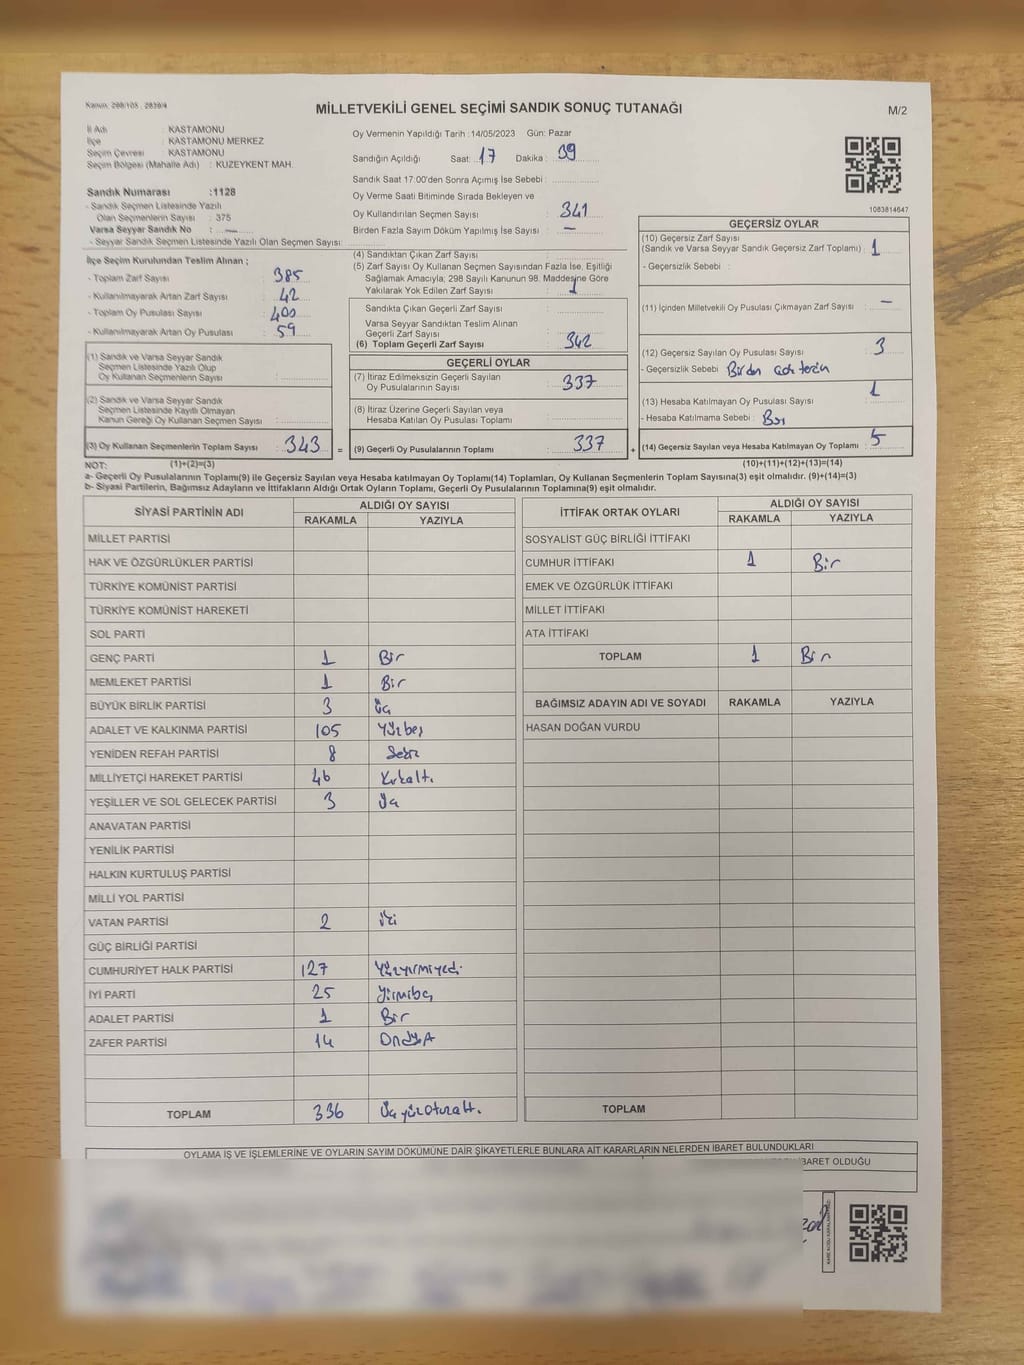 Kanun: 298/105 , 2839/4
MİLLETVEKİLİ GENEL SEÇİMİ SANDIK SONUÇ TUTANAĞI
M/2
İl Adı : KASTAMONU
İlçe : KASTAMONU MERKEZ
Seçim Çevresi : KASTAMONU
Seçim Bölgesi (Mahalle Adı) : KUZEYKENT MAH.
Sandık Numarası :1128
- Sandık Seçmen Listesinde Yazılı
Olan Seçmenlerin Sayısı : 375
Varsa Seyyar Sandık No : —
- Seyyar Sandık Seçmen Listesinde Yazılı Olan Seçmen Sayısı:
Oy Vermenin Yapıldığı Tarih :14/05/2023 Gün: Pazar
Sandığın Açıldığı Saat: 17 Dakika: 39
Sandık Saat 17:00'den Sonra Açılmış İse Sebebi :
Oy Verme Saati Bitiminde Sırada Bekleyen ve
Oy Kullandırılan Seçmen Sayısı : 341
Birden Fazla Sayım Döküm Yapılmış İse Sayısı : —
1083814647
İlçe Seçim Kurulundan Teslim Alınan ;
- Toplam Zarf Sayısı : 385
- Kullanılmayarak Artan Zarf Sayısı : 42
- Toplam Oy Pusulası Sayısı : 400
- Kullanılmayarak Artan Oy Pusulası : 59
(1) Sandık ve Varsa Seyyar Sandık
Seçmen Listesinde Yazılı Olup
Oy Kullanan Seçmenlerin Sayısı :
(2) Sandık ve Varsa Seyyar Sandık
Seçmen Listesinde Kayıtlı Olmayan
Kanun Gereği Oy Kullanan Seçmen Sayısı :
(3) Oy Kullanan Seçmenlerin Toplam Sayısı : 343 =
(4) Sandıktan Çıkan Zarf Sayısı :
(5) Zarf Sayısı Oy Kullanan Seçmen Sayısından Fazla İse, Eşitliği
Sağlamak Amacıyla; 298 Sayılı Kanunun 98. Maddesine Göre
Yakılarak Yok Edilen Zarf Sayısı : 1
Sandıkta Çıkan Geçerli Zarf Sayısı :
Varsa Seyyar Sandıktan Teslim Alınan
Geçerli Zarf Sayısı :
(6) Toplam Geçerli Zarf Sayısı : 342
GEÇERLİ OYLAR
(7) İtiraz Edilmeksizin Geçerli Sayılan
Oy Pusulalarının Sayısı : 337
(8) İtiraz Üzerine Geçerli Sayılan veya
Hesaba Katılan Oy Pusulaları Toplamı :
(9) Geçerli Oy Pusulalarının Toplamı : 337 +
GEÇERSİZ OYLAR
(10) Geçersiz Zarf Sayısı
(Sandık ve Varsa Seyyar Sandık Geçersiz Zarf Toplamı) : 1
- Geçersizlik Sebebi :
(11) İçinden Milletvekili Oy Pusulası Çıkmayan Zarf Sayısı : —
(12) Geçersiz Sayılan Oy Pusulası Sayısı : 3
- Geçersizlik Sebebi : Birden
(13) Hesaba Katılmayan Oy Pusulası Sayısı : 1
- Hesaba Katılmama Sebebi :
(14) Geçersiz Sayılan veya Hesaba Katılmayan Oy Toplamı : 5
NOT: (1)+(2)=(3) (10)+(11)+(12)+(13)=(14)
a- Geçerli Oy Pusulalarının Toplamı(9) ile Geçersiz Sayılan veya Hesaba katılmayan Oy Toplamı(14) Toplamları, Oy Kullanan Seçmenlerin Toplam Sayısına(3) eşit olmalıdır. (9)+(14)=(3)
b- Siyasi Partilerin, Bağımsız Adayların ve İttifakların Aldığı Ortak Oyların Toplamı, Geçerli Oy Pusulalarının Toplamına(9) eşit olmalıdır.
SİYASİ PARTİNİN ADI ALDIĞI OY SAYISI
RAKAMLA YAZIYLA
MİLLET PARTİSİ
HAK VE ÖZGÜRLÜKLER PARTİSİ
TÜRKİYE KOMÜNİST PARTİSİ
TÜRKİYE KOMÜNİST HAREKETİ
SOL PARTİ
GENÇ PARTİ 1 Bir
MEMLEKET PARTİSİ 1 Bir
BÜYÜK BİRLİK PARTİSİ 3 Üç
ADALET VE KALKINMA PARTİSİ 105 Yüzbeş
YENİDEN REFAH PARTİSİ 8 Sekiz
MİLLİYETÇİ HAREKET PARTİSİ 46 Kırkaltı
YEŞİLLER VE SOL GELECEK PARTİSİ 3 Üç
ANAVATAN PARTİSİ
YENİLİK PARTİSİ
HALKIN KURTULUŞ PARTİSİ
MİLLİ YOL PARTİSİ
VATAN PARTİSİ 2 iki
GÜÇ BİRLİĞİ PARTİSİ
CUMHURİYET HALK PARTİSİ 127 Yüzyirmiyedi
İYİ PARTİ 25 Yirmibeş
ADALET PARTİSİ 1 Bir
ZAFER PARTİSİ 14 Ondört
TOPLAM 336 Üçyüzotuzaltı
İTTİFAK ORTAK OYLARI ALDIĞI OY SAYISI
RAKAMLA YAZIYLA
SOSYALİST GÜÇ BİRLİĞİ İTTİFAKI
CUMHUR İTTİFAKI 1 Bir
EMEK VE ÖZGÜRLÜK İTTİFAKI
MİLLET İTTİFAKI
ATA İTTİFAKI
TOPLAM 1 Bir
BAĞIMSIZ ADAYIN ADI VE SOYADI RAKAMLA YAZIYLA
HASAN DOĞAN VURDU
TOPLAM
OYLAMA İŞ VE İŞLEMLERİNE VE OYLARIN SAYIM DÖKÜMÜNE DAİR ŞİKAYETLERLE BUNLARA AİT KARARLARIN NELERDEN İBARET BULUNDUKLARI
İBARET OLDUĞU